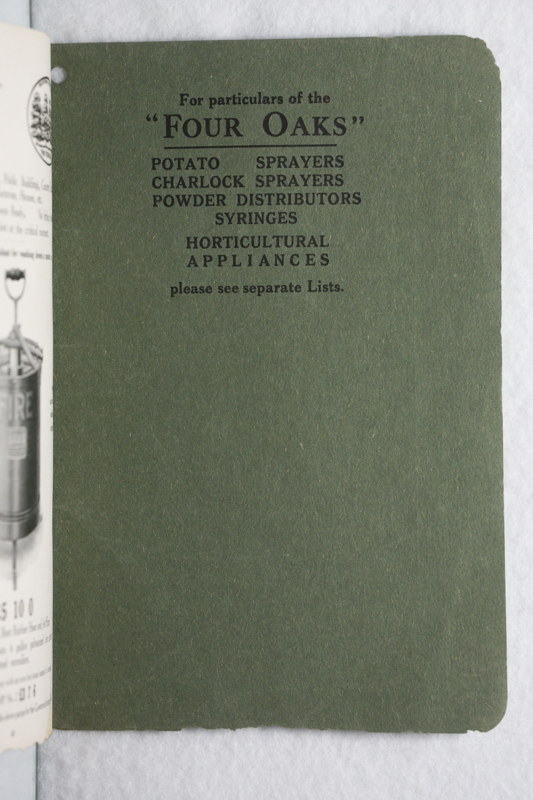 For particulars of the
"FOUR OAKS"
POTATO SPRAYERS
CHARLOCK SPRAYERS
POWDER DISTRIBUTORS
SYRINGES
HORTICULTURAL
APPLIANCES
please see separate Lists.